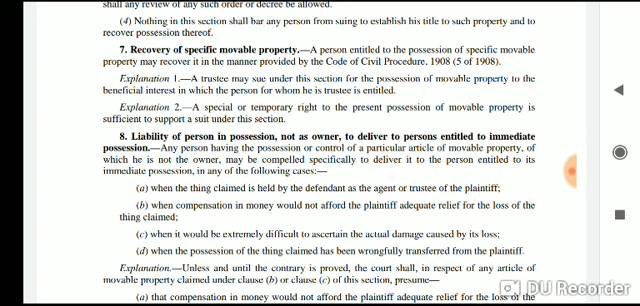 shall any review of any such order or decree be allowed.
(4) Nothing in this section shall bar any person from suing to establish his title to such property and to
recover possession thereof.
7. Recovery of specific movable property.—A person entitled to the possession of specific movable
property may recover it in the manner provided by the Code of Civil Procedure, 1908 (5 of 1908).
Explanation 1.—A trustee may sue under this section for the possession of movable property to the
beneficial interest in which the person for whom he is trustee is entitled.
Explanation 2.—A special or temporary right to the present possession of movable property is
sufficient to support a suit under this section.
8. Liability of person in possession, not as owner, to deliver to persons entitled to immediate
possession.—Any person having the possession or control of a particular article of movable property, of
which he is not the owner, may be compelled specifically to deliver it to the person entitled to its
immediate possession, in any of the following cases:—
(a) when the thing claimed is held by the defendant as the agent or trustee of the plaintiff;
(b) when compensation in money would not afford the plaintiff adequate relief for the loss of the
thing claimed;
(c) when it would be extremely difficult to ascertain the actual damage caused by its loss;
(d) when the possession of the thing claimed has been wrongfully transferred from the plaintiff.
Explanation.—Unless and until the contrary is proved, the court shall, in respect of any article of
movable property claimed under clause (b) or clause (c) of this section, presume—
(a) that compensation in money would not afford the plaintiff adequate relief for the loss of the
DU Recorder